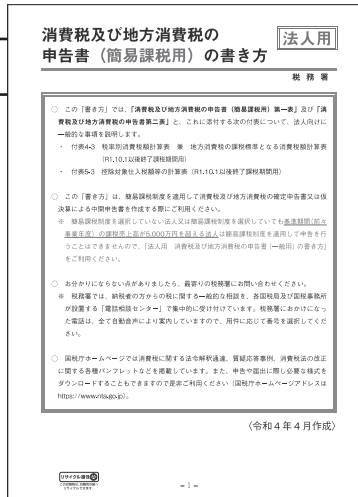 消費税及び地方消費税の
申告書（簡易課税用）の書き方
法人用
税務署
○ この「書き方」では、「消費税及び地方消費税の申告書（簡易課税用）第一表」及び「消
費税及び地方消費税の申告書第二表」と、これに添付する次の付表について、法人向けに
一般的な事項を説明します。
・ 付表4-3 税率別消費税額計算表 兼 地方消費税の課税標準となる消費税額計算表
（R1.10.1以後終了課税期間用）
・ 付表5-3 控除対象仕入税額等の計算表（R1.10.1以後終了課税期間用）
○ この「書き方」は、簡易課税制度を適用して消費税及び地方消費税の確定申告書又は仮
決算による中間申告書を作成する際にご利用ください。
※ 簡易課税制度を選択していない法人又は簡易課税制度を選択していても基準期間（前々
事業年度）の課税売上高が5,000万円を超える法人は簡易課税制度を適用して申告を行
うことはできませんので、「法人用 消費税及び地方消費税の申告書（一般用）の書き方」
をご利用ください。
○ お分かりにならない点がありましたら、最寄りの税務署にお問い合わせください。
※ 税務署では、納税者の方からの税に関する一般的な相談を、各国税局及び国税事務所
が設置する「電話相談センター」で集中的に受け付けています。税務署におかけになっ
た電話は、全て自動音声により案内していますので、用件に応じて番号を選択してくだ
さい。
○ 国税庁ホームページでは消費税に関する法令解釈通達、質疑応答事例、消費税法の改正
に関する各種パンフレットなどを掲載しています。また、申告や届出に際し必要な様式を
ダウンロードすることもできますので是非ご利用ください（国税庁ホームページアドレスは
https://www.nta.go.jp）。
（令和４年４月作成）
リサイクル適性Ⓐ
この印刷物は、印刷用の紙へ
リサイクルできます。
－1－